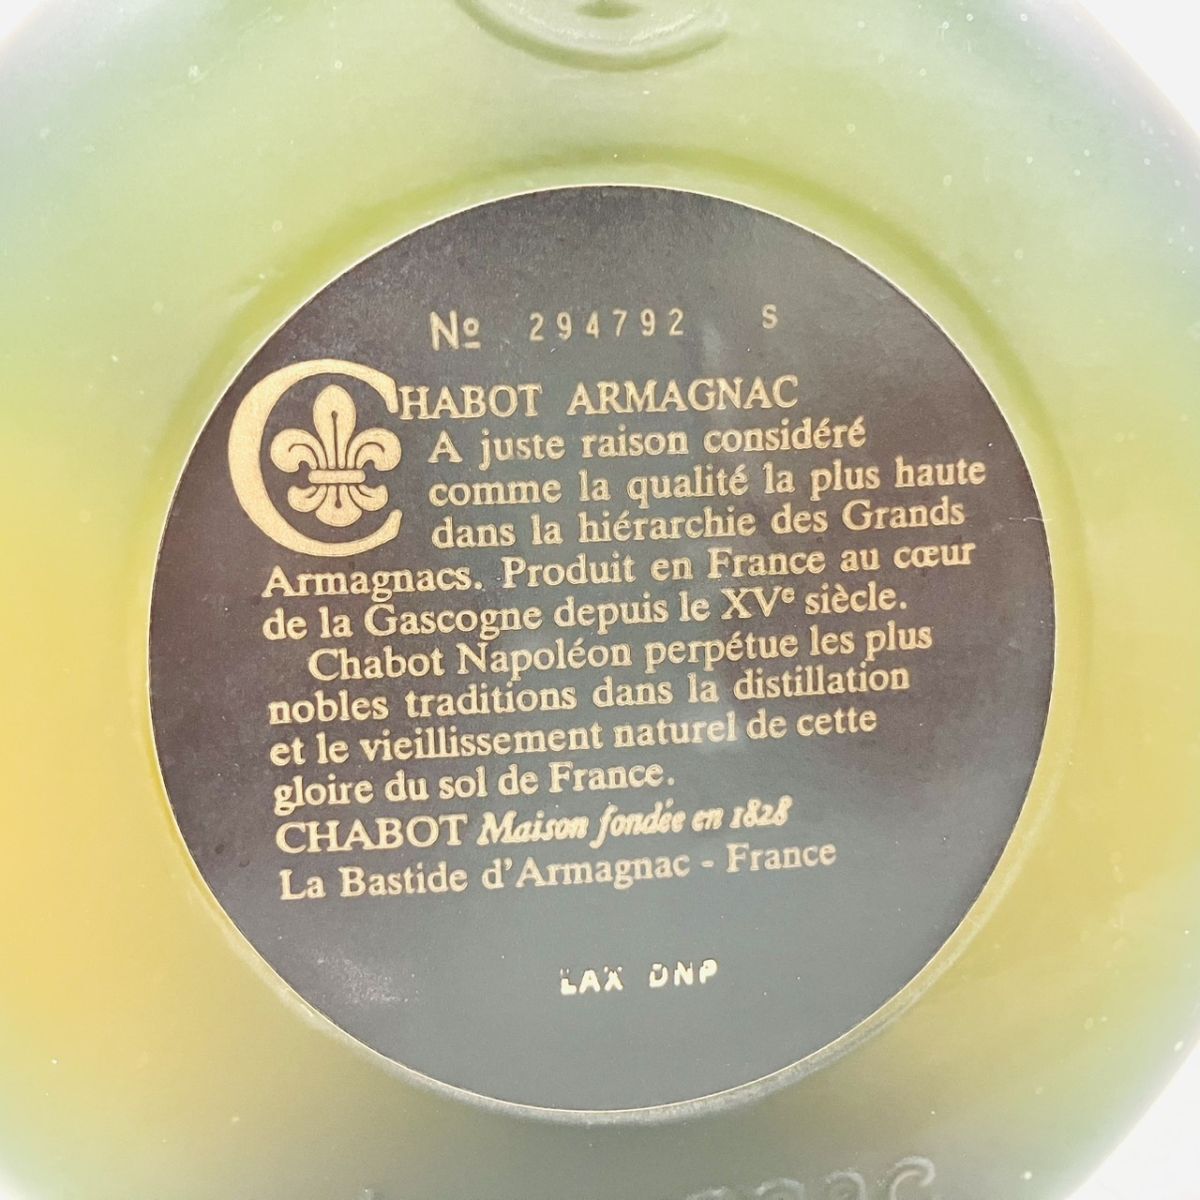 Nº 294792 S
CHABOT ARMAGNAC
A juste raison considéré
comme la qualité la plus haute
dans la hiérarchie des Grands
Armagnacs. Produit en France au cœur
de la Gascogne depuis le XVe siècle.
Chabot Napoléon perpétue les plus
nobles traditions dans la distillation
et le vieillissement naturel de cette
gloire du sol de France.
CHABOT Maison fondée en 1828
La Bastide d'Armagnac - France
LAX DNP